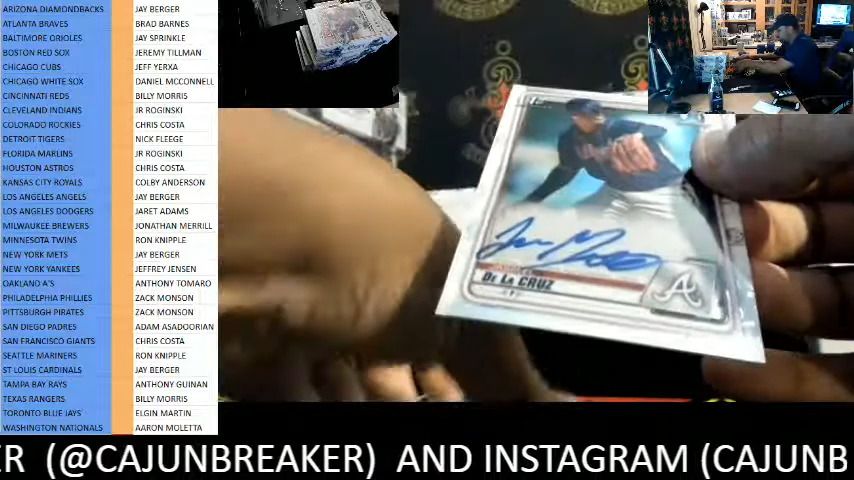 ARIZONA DIAMONDBACKS JAY BERGER
ATLANTA BRAVES BRAD BARNES
BALTIMORE ORIOLES JAY SPRINKLE
BOSTON RED SOX JEREMY TILLMAN
CHICAGO CUBS JEFF YERXA
CHICAGO WHITE SOX DANIEL MCCONNELL
CINCINATTI REDS BILLY MORRIS
CLEVELAND INDIANS JR ROGINSKI
COLORADO ROCKIES CHRIS COSTA
DETROIT TIGERS NICK FLEEGE
FLORIDA MARLINS JR ROGINSKI
HOUSTON ASTROS CHRIS COSTA
KANSAS CITY ROYALS COLBY ANDERSON
LOS ANGELES ANGELS JAY BERGER
LOS ANGELES DODGERS JARET ADAMS
MILWAUKEE BREWERS JONATHAN MERRILL
MINNESOTA TWINS RON KNIPPLE
NEW YORK METS JAY BERGER
NEW YORK YANKEES JEFFREY JENSEN
OAKLAND A'S ANTHONY TOMARO
PHILADELPHIA PHILLIES ZACK MONSON
PITTSBURGH PIRATES ZACK MONSON
SAN DIEGO PADRES ADAM ASADOORIAN
SAN FRANCISCO GIANTS CHRIS COSTA
SEATTLE MARINERS RON KNIPPLE
ST LOUIS CARDINALS JAY BERGER
TAMPA BAY RAYS ANTHONY GUINAN
TEXAS RANGERS BILLY MORRIS
TORONTO BLUE JAYS ELGIN MARTIN
WASHINGTON NATIONALS AARON MOLETTA
DE LA CRUZ
A
ER (@CAJUNBREAKER) AND INSTAGRAM (CAJUNB